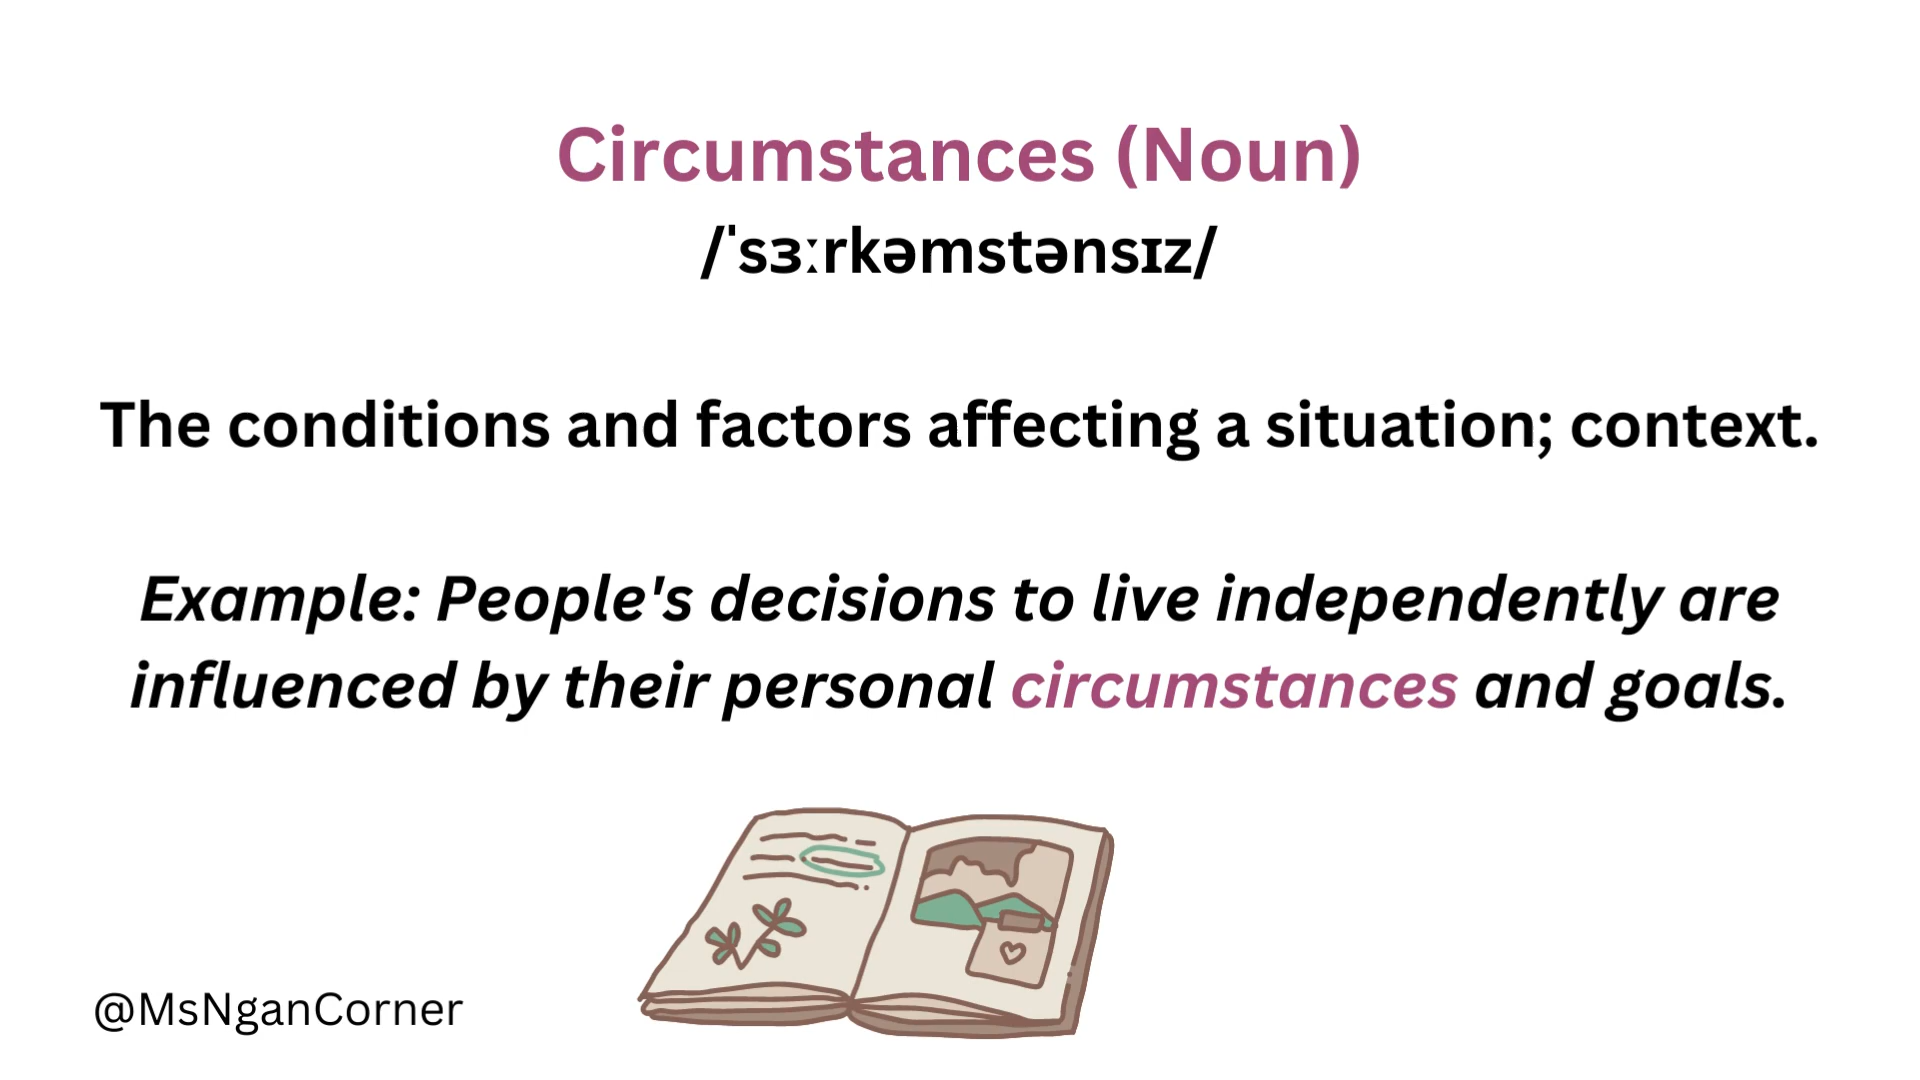 Circumstances (Noun)
/ˈsɜːrkəmstənsɪz/
The conditions and factors affecting a situation; context.
Example: People's decisions to live independently are
influenced by their personal circumstances and goals.
@MsNganCorner